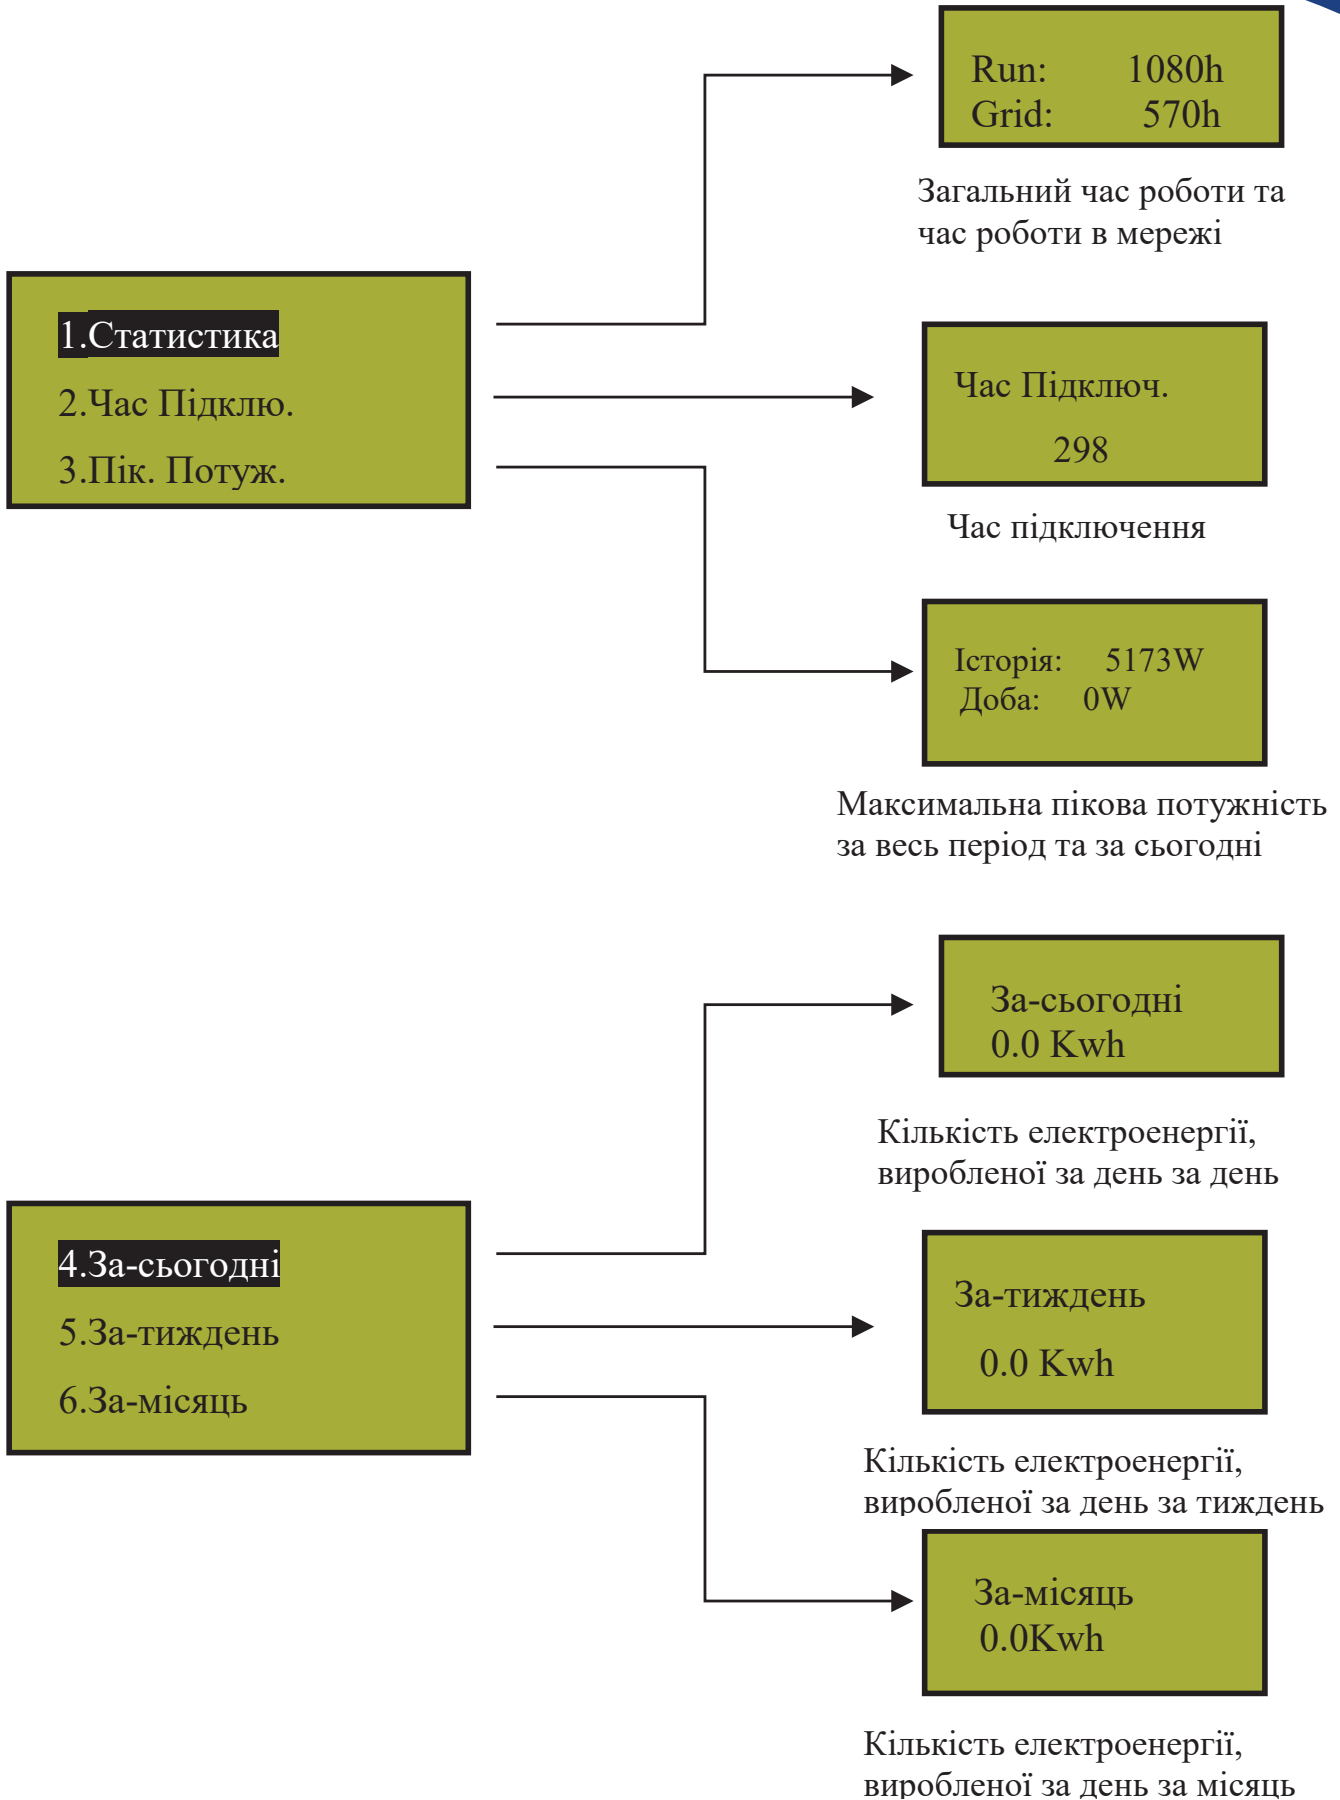 Run: 1080h
Grid: 570h
Загальний час роботи та
час роботи в мережі
1.Статистика
2.Час Підклю.
3.Пік. Потуж.
Час Підключ.
298
Час підключення
Історія: 5173W
Доба: 0W
Максимальна пікова потужність
за весь період та за сьогодні
За-сьогодні
0.0 Kwh
Кількість електроенергії,
виробленої за день за день
4.За-сьогодні
5.За-тиждень
6.За-місяць
За-тиждень
0.0 Kwh
Кількість електроенергії,
виробленої за день за тиждень
За-місяць
0.0Kwh
Кількість електроенергії,
виробленої за день за місяць